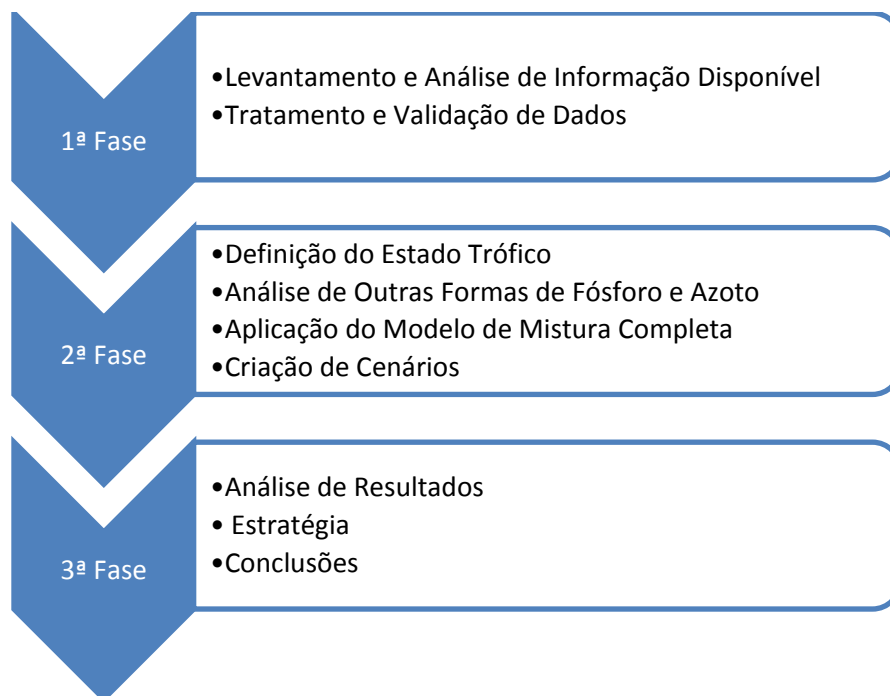 1ª Fase
•Levantamento e Análise de Informação Disponível
•Tratamento e Validação de Dados
2ª Fase
•Definição do Estado Trófico
•Análise de Outras Formas de Fósforo e Azoto
•Aplicação do Modelo de Mistura Completa
•Criação de Cenários
3ª Fase
•Análise de Resultados
• Estratégia
•Conclusões